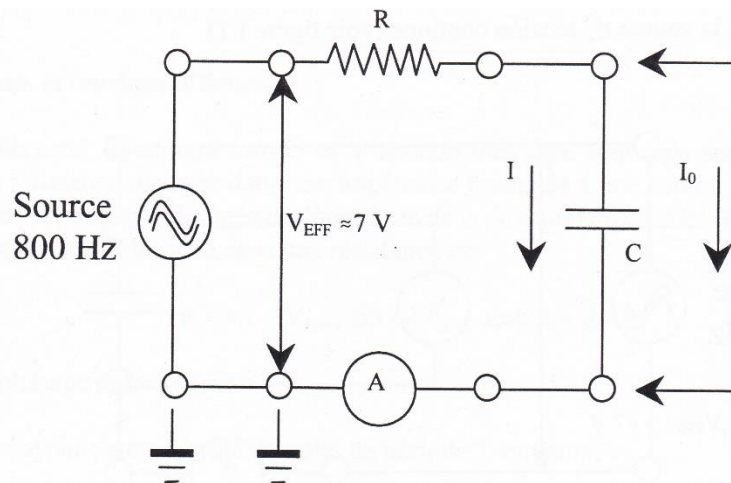 R
I
I₀
Source
800 Hz
V_EFF ≈ 7 V
C
A